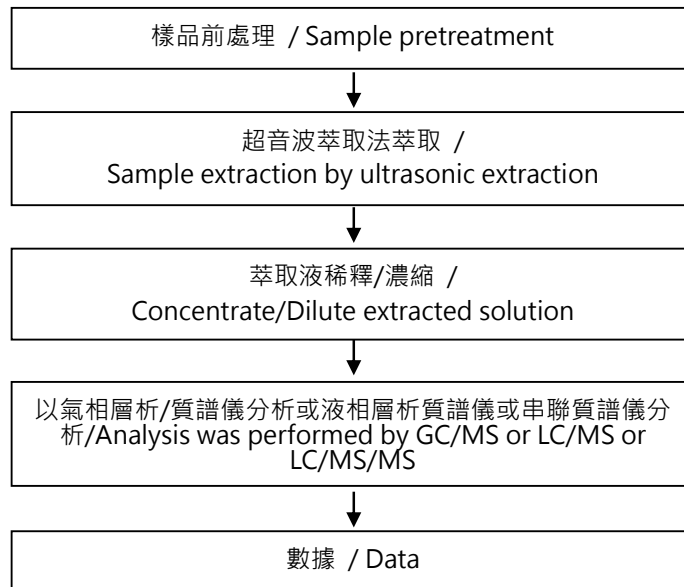 樣品前處理 / Sample pretreatment
超音波萃取法萃取 /
Sample extraction by ultrasonic extraction
萃取液稀釋/濃縮 /
Concentrate/Dilute extracted solution
以氣相層析/質譜儀分析或液相層析質譜儀或串聯質譜儀分
析/Analysis was performed by GC/MS or LC/MS or
LC/MS/MS
數據 / Data